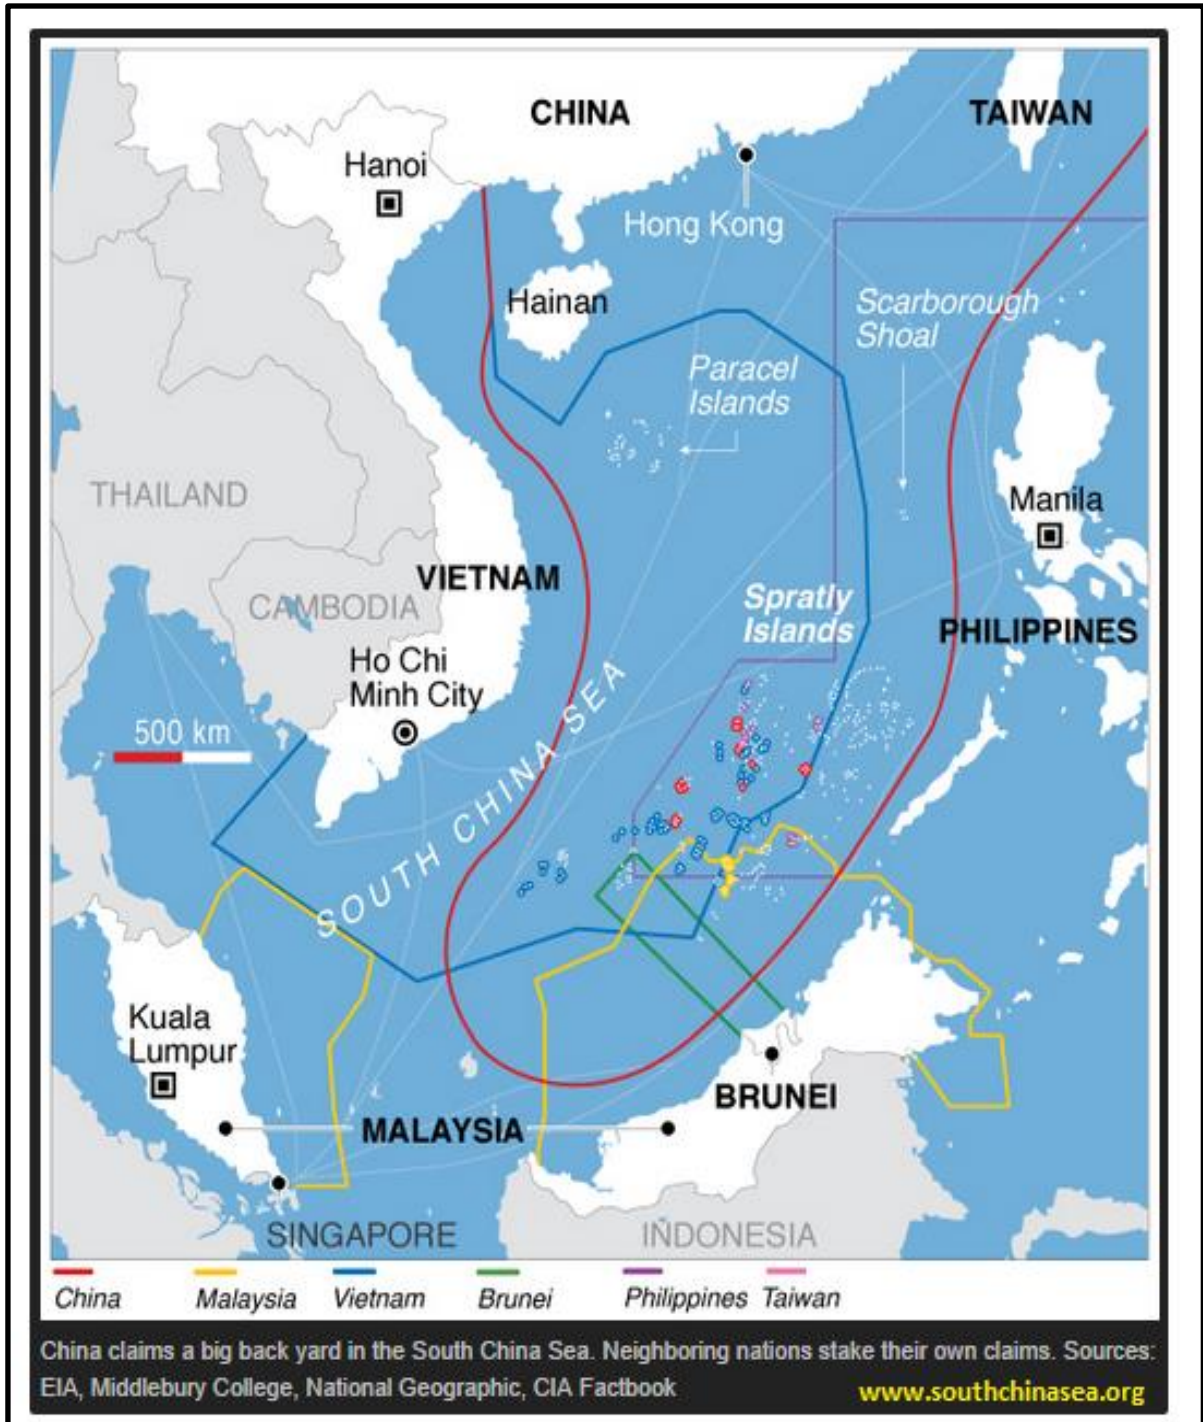 CHINA
TAIWAN
Hanoi
Hong Kong
Hainan
Scarborough
Shoal
Paracel
Islands
THAILAND
Manila
VIETNAM
CAMBODIA
Spratly
Islands
PHILIPPINES
Ho Chi
Minh City
500 km
SOUTH CHINA SEA
Kuala
Lumpur
BRUNEI
MALAYSIA
SINGAPORE
INDONESIA
China
Malaysia
Vietnam
Brunei
Philippines
Taiwan
China claims a big back yard in the South China Sea. Neighboring nations stake their own claims. Sources:
EIA, Middlebury College, National Geographic, CIA Factbook
www.southchinasea.org